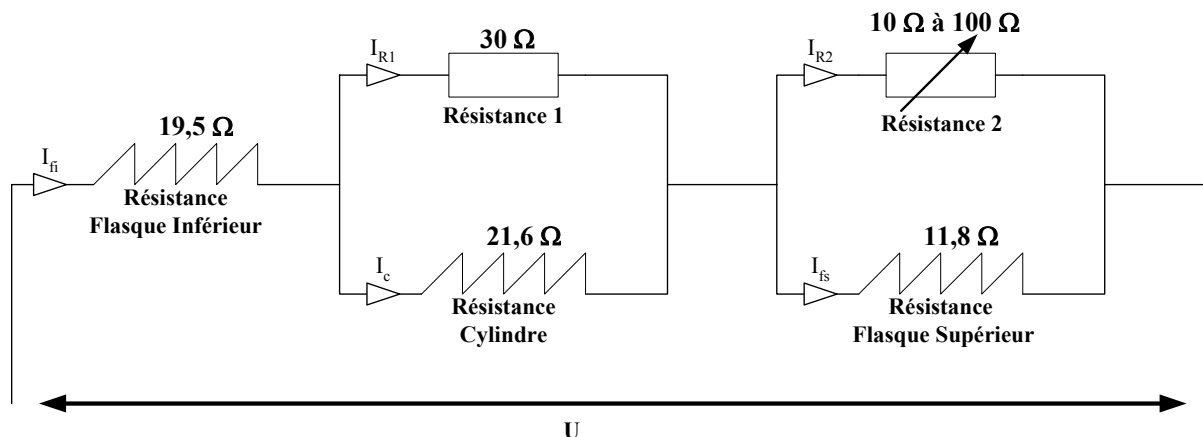 10 Ω à 100 Ω
30 Ω
I_R1
I_R2
Résistance 1
Résistance 2
19,5 Ω
I_fi
Résistance
Flasque Inférieur
21,6 Ω
11,8 Ω
I_c
I_fs
Résistance
Cylindre
Résistance
Flasque Supérieur
U